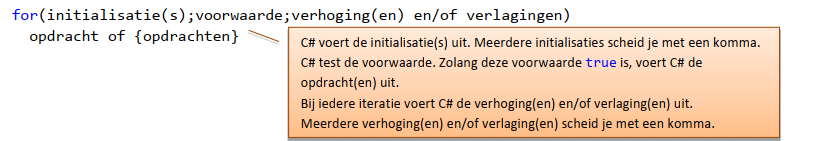 for(initialisatie(s);voorwaarde;verhoging(en) en/of verlagingen)
opdracht of {opdrachten}
C# voert de initialisatie(s) uit. Meerdere initialisaties scheid je met een komma.
C# test de voorwaarde. Zolang deze voorwaarde true is, voert C# de
opdracht(en) uit.
Bij iedere iteratie voert C# de verhoging(en) en/of verlaging(en) uit.
Meerdere verhoging(en) en/of verlaging(en) scheid je met een komma.